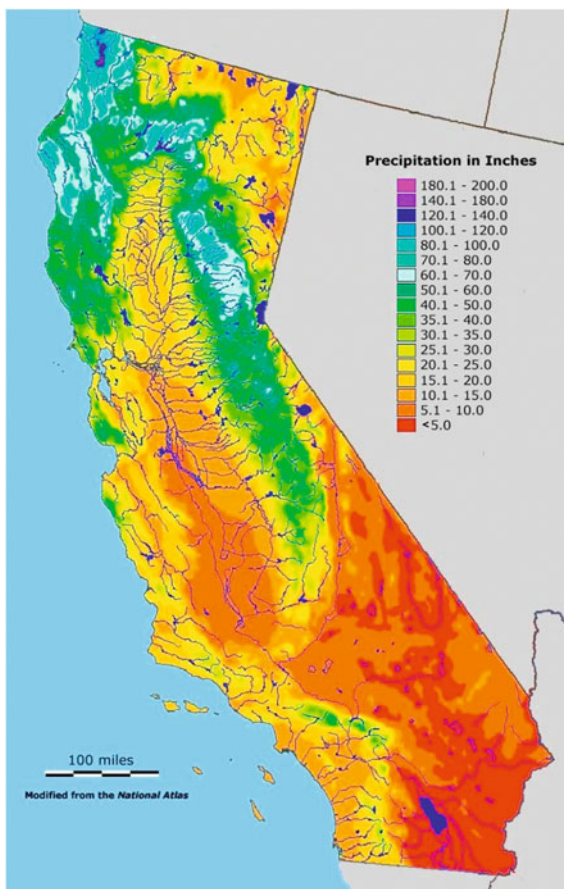 Precipitation in Inches
180.1 - 200.0
140.1 - 180.0
120.1 - 140.0
100.1 - 120.0
80.1 - 100.0
70.1 - 80.0
60.1 - 70.0
50.1 - 60.0
40.1 - 50.0
35.1 - 40.0
30.1 - 35.0
25.1 - 30.0
20.1 - 25.0
15.1 - 20.0
10.1 - 15.0
5.1 - 10.0
<5.0
100 miles
Modified from the National Atlas